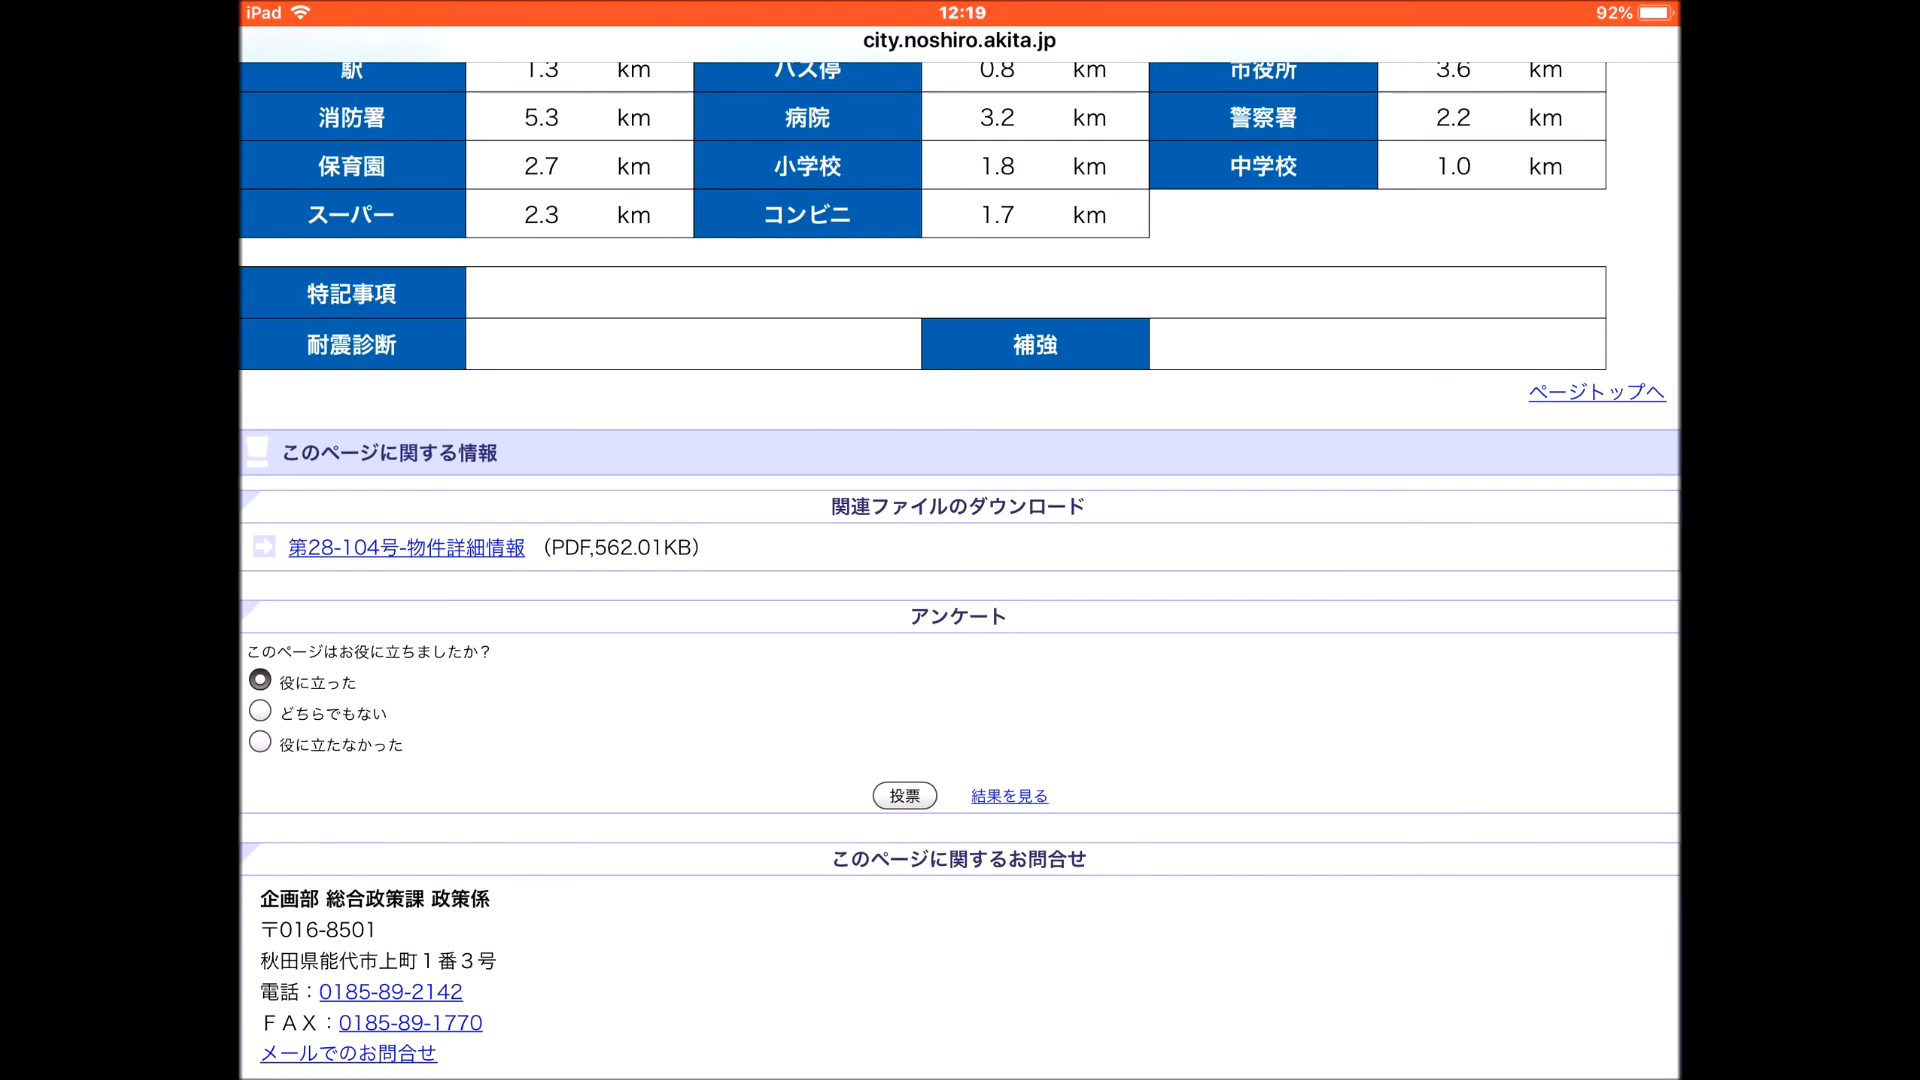 iPad 12:19 92%
city.noshiro.akita.jp
駅 1.3 km バス停 0.8 km 市役所 3.6 km
消防署 5.3 km 病院 3.2 km 警察署 2.2 km
保育園 2.7 km 小学校 1.8 km 中学校 1.0 km
スーパー 2.3 km コンビニ 1.7 km
特記事項
耐震診断 補強
ページトップへ
このページに関する情報
関連ファイルのダウンロード
第28-104号-物件詳細情報 （PDF,562.01KB）
アンケート
このページはお役に立ちましたか？
役に立った
どちらでもない
役に立たなかった
投票 結果を見る
このページに関するお問合せ
企画部 総合政策課 政策係
〒016-8501
秋田県能代市上町１番３号
電話：0185-89-2142
ＦＡＸ：0185-89-1770
メールでのお問合せ